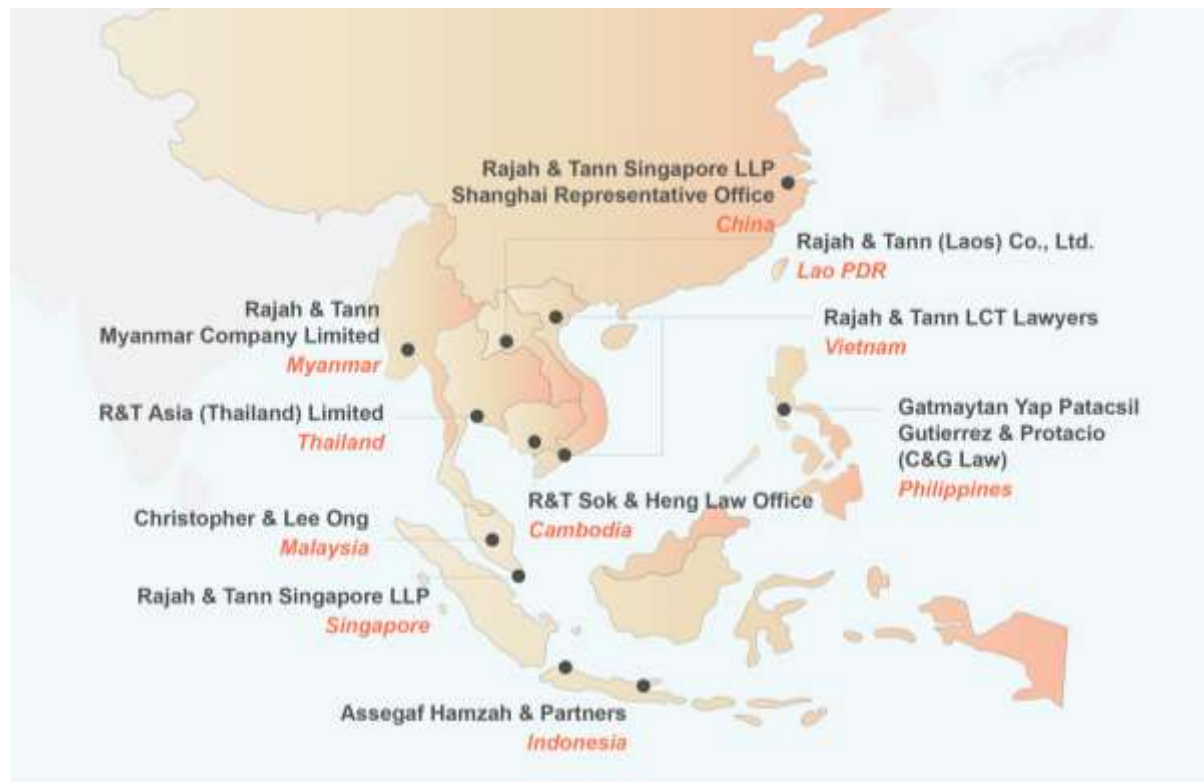 Rajah & Tann Singapore LLP
Shanghai Representative Office
China
Rajah & Tann (Laos) Co., Ltd.
Lao PDR
Rajah & Tann
Myanmar Company Limited
Myanmar
Rajah & Tann LCT Lawyers
Vietnam
R&T Asia (Thailand) Limited
Thailand
Gatmaytan Yap Patacsil
Gutierrez & Protacio
(C&G Law)
Philippines
R&T Sok & Heng Law Office
Cambodia
Christopher & Lee Ong
Malaysia
Rajah & Tann Singapore LLP
Singapore
Assegaf Hamzah & Partners
Indonesia